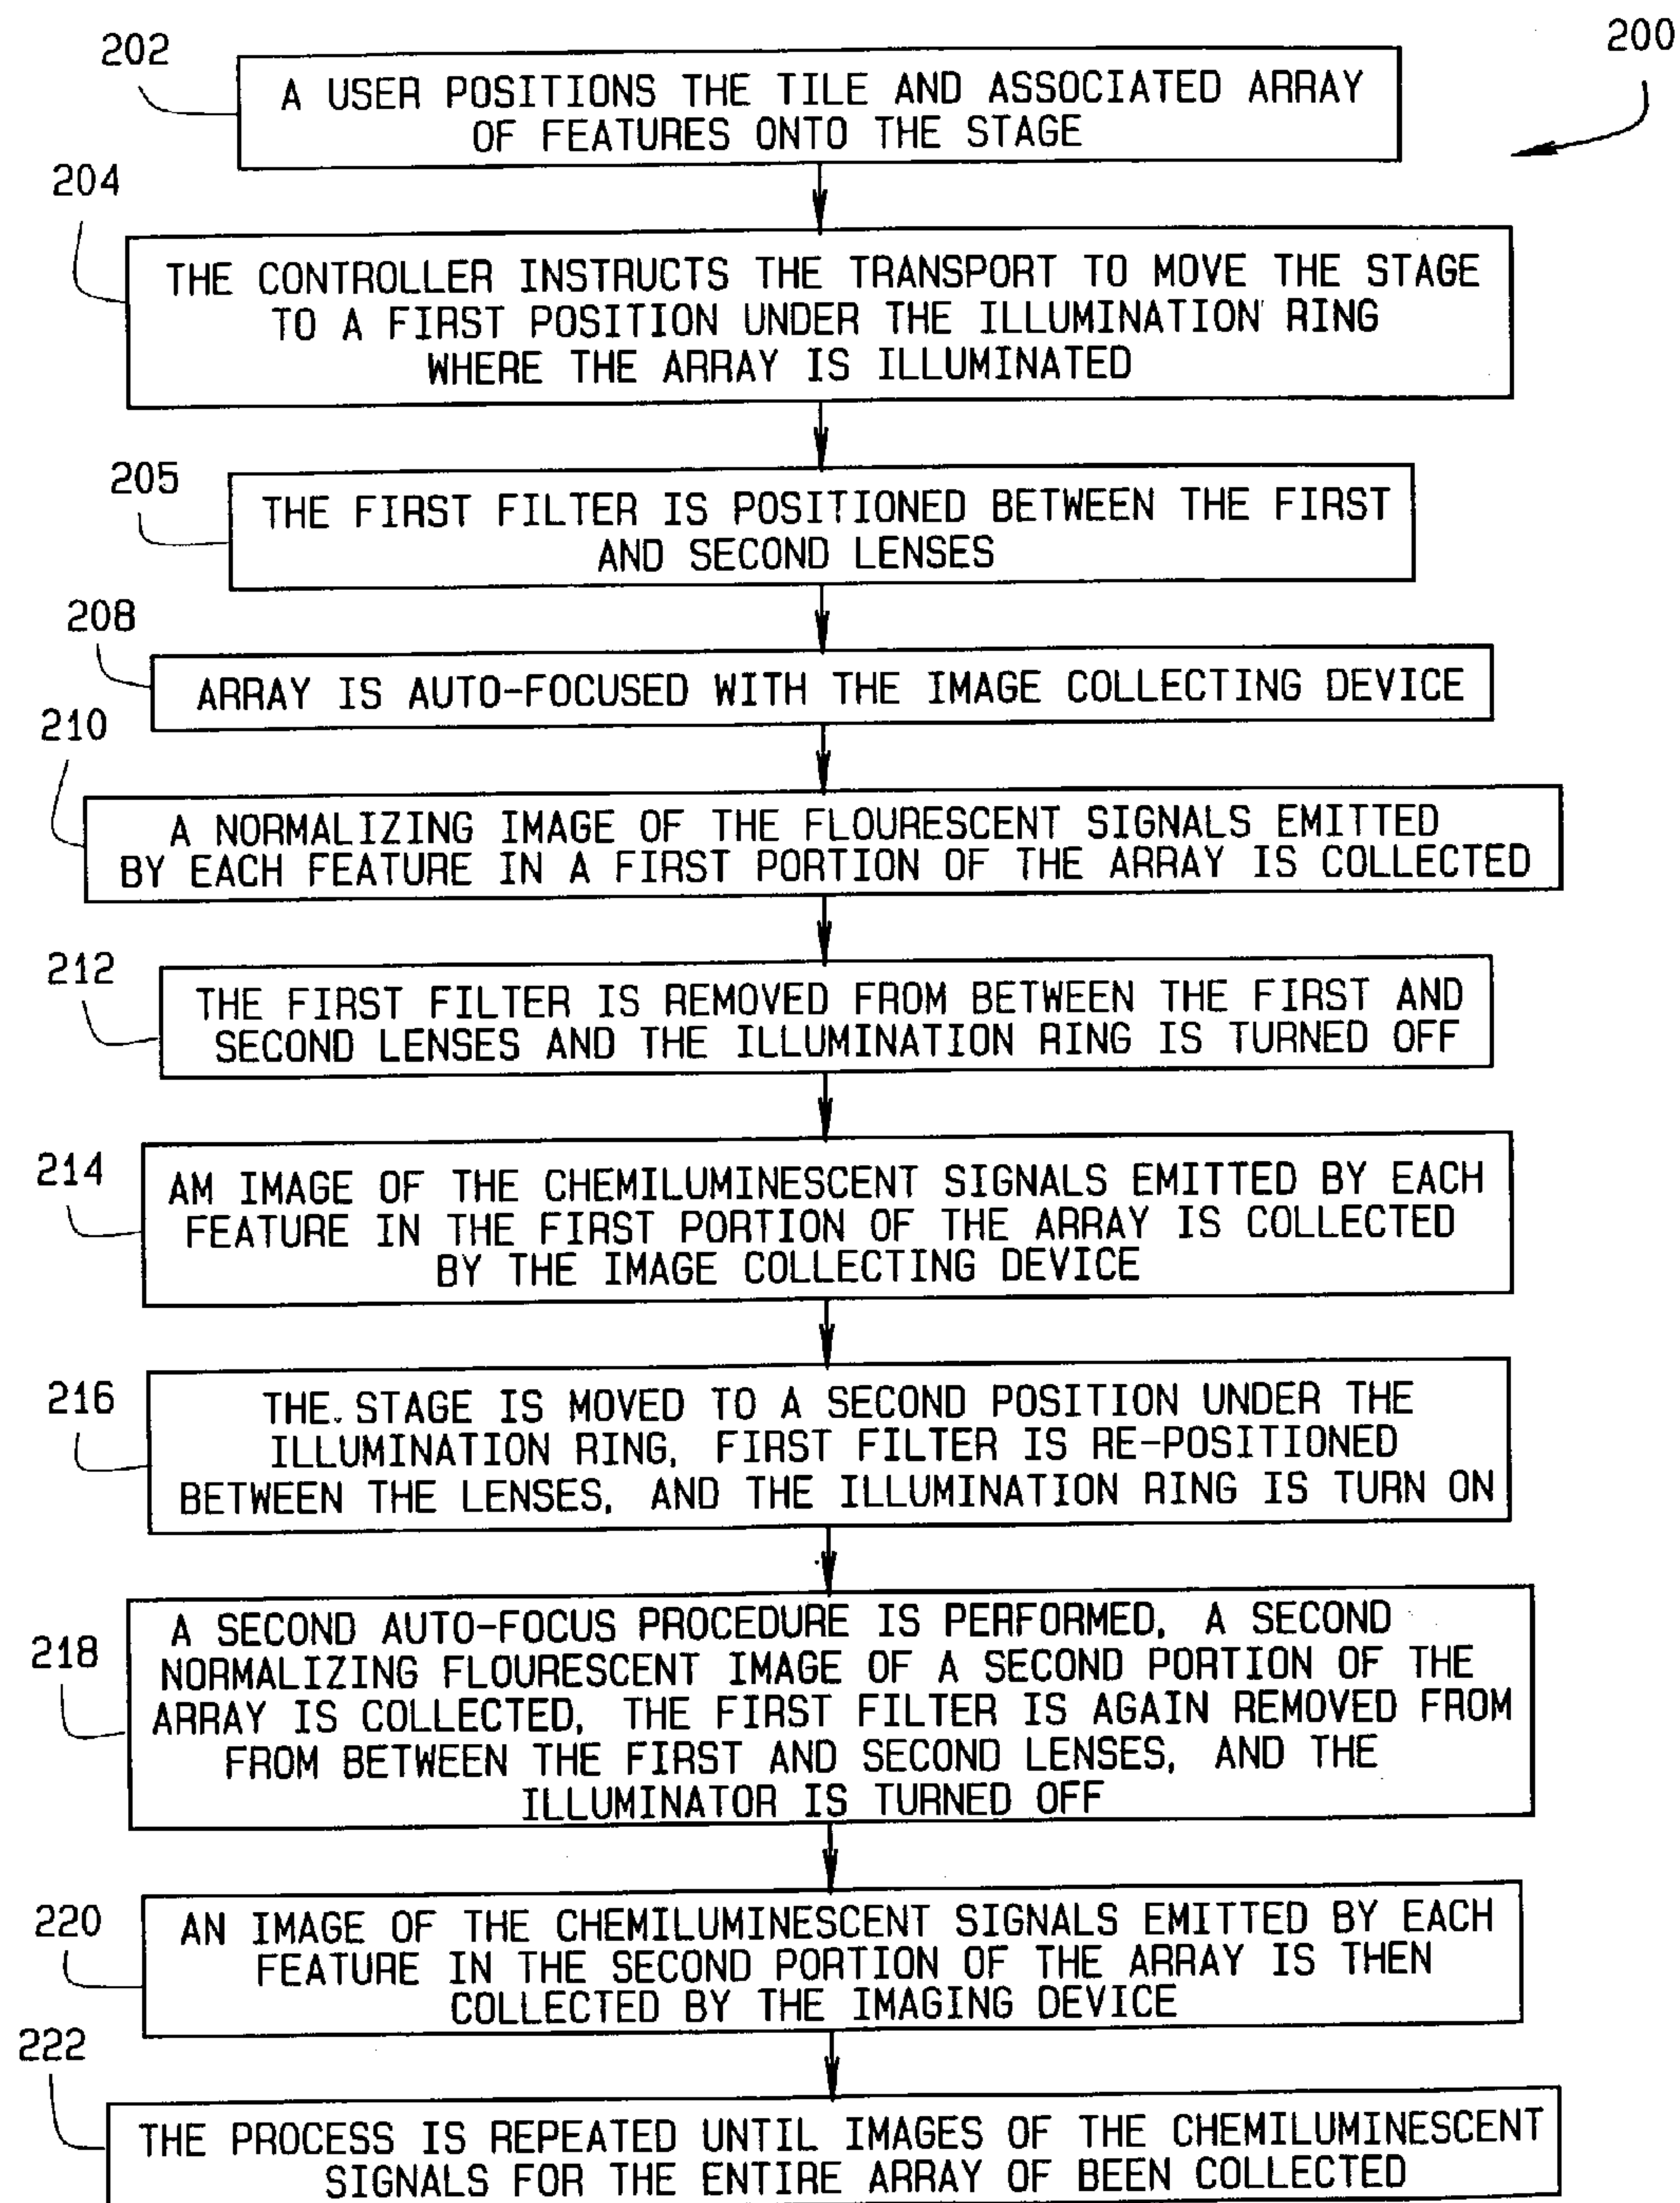 200
202
A USER POSITIONS THE TILE AND ASSOCIATED ARRAY
OF FEATURES ONTO THE STAGE
204
THE CONTROLLER INSTRUCTS THE TRANSPORT TO MOVE THE STAGE
TO A FIRST POSITION UNDER THE ILLUMINATION RING
WHERE THE ARRAY IS ILLUMINATED
205
THE FIRST FILTER IS POSITIONED BETWEEN THE FIRST
AND SECOND LENSES
208
ARRAY IS AUTO-FOCUSED WITH THE IMAGE COLLECTING DEVICE
210
A NORMALIZING IMAGE OF THE FLOURESCENT SIGNALS EMITTED
BY EACH FEATURE IN A FIRST PORTION OF THE ARRAY IS COLLECTED
212
THE FIRST FILTER IS REMOVED FROM BETWEEN THE FIRST AND
SECOND LENSES AND THE ILLUMINATION RING IS TURNED OFF
214
AM IMAGE OF THE CHEMILUMINESCENT SIGNALS EMITTED BY EACH
FEATURE IN THE FIRST PORTION OF THE ARRAY IS COLLECTED
BY THE IMAGE COLLECTING DEVICE
216
THE STAGE IS MOVED TO A SECOND POSITION UNDER THE
ILLUMINATION RING, FIRST FILTER IS RE-POSITIONED
BETWEEN THE LENSES, AND THE ILLUMINATION RING IS TURN ON
218
A SECOND AUTO-FOCUS PROCEDURE IS PERFORMED, A SECOND
NORMALIZING FLOURESCENT IMAGE OF A SECOND PORTION OF THE
ARRAY IS COLLECTED, THE FIRST FILTER IS AGAIN REMOVED FROM
FROM BETWEEN THE FIRST AND SECOND LENSES, AND THE
ILLUMINATOR IS TURNED OFF
220
AN IMAGE OF THE CHEMILUMINESCENT SIGNALS EMITTED BY EACH
FEATURE IN THE SECOND PORTION OF THE ARRAY IS THEN
COLLECTED BY THE IMAGING DEVICE
222
THE PROCESS IS REPEATED UNTIL IMAGES OF THE CHEMILUMINESCENT
SIGNALS FOR THE ENTIRE ARRAY OF BEEN COLLECTED